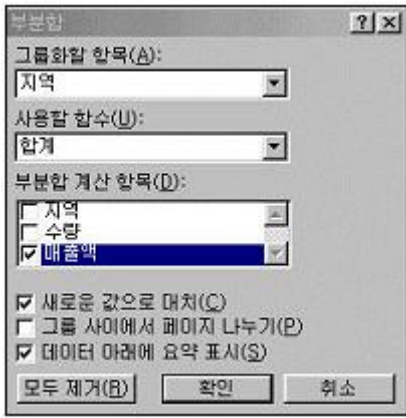 부분합
그룹화할 항목(A):
지역
사용할 함수(U):
합계
부분합 계산 항목(D):
지역
수량
매출액
새로운 값으로 대치(C)
그룹 사이에서 페이지 나누기(P)
데이터 아래에 요약 표시(S)
모두 제거(R) 확인 취소